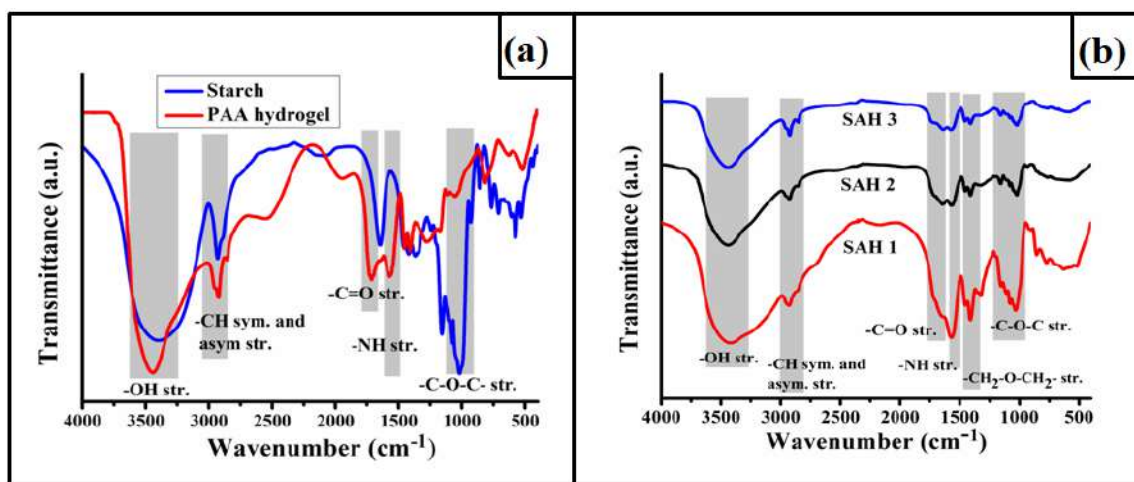 (a)
Starch
PAA hydrogel
-C=O str.
-CH sym. and
asym str.
-NH str.
-OH str.
-C-O-C- str.
Transmittance (a.u.)
4000 3500 3000 2500 2000 1500 1000 500
Wavenumber (cm⁻¹)
(b)
SAH 3
SAH 2
SAH 1
-C=O str.
-C-O-C str.
-OH str.
-CH sym. and
asym. str.
-NH str.
-CH₂-O-CH₂- str.
Transmittance (a.u.)
4000 3500 3000 2500 2000 1500 1000 500
Wavenumber (cm⁻¹)